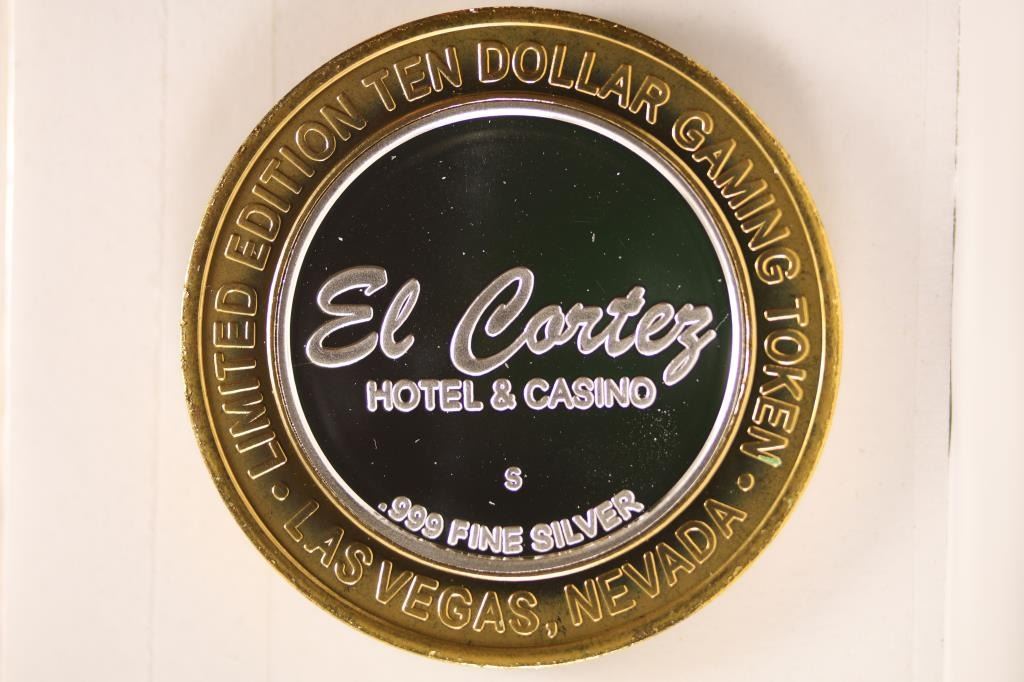 LIMITED EDITION TEN DOLLAR GAMING TOKEN
El Cortez
HOTEL & CASINO
S
.999 FINE SILVER
• LAS VEGAS, NEVADA •